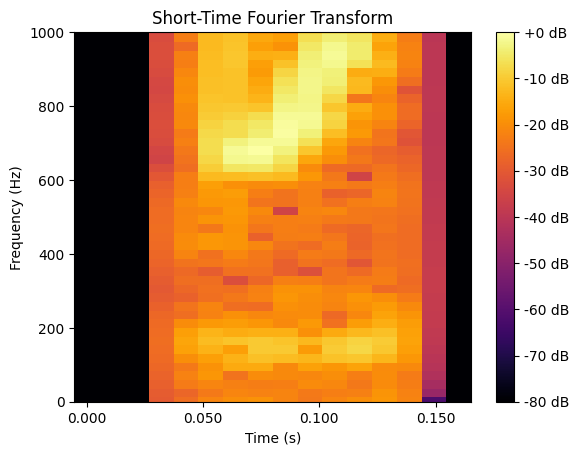 Short-Time Fourier Transform
1000
800
600
400
200
0
Frequency (Hz)
0.000
0.050
0.100
0.150
Time (s)
+0 dB
-10 dB
-20 dB
-30 dB
-40 dB
-50 dB
-60 dB
-70 dB
-80 dB